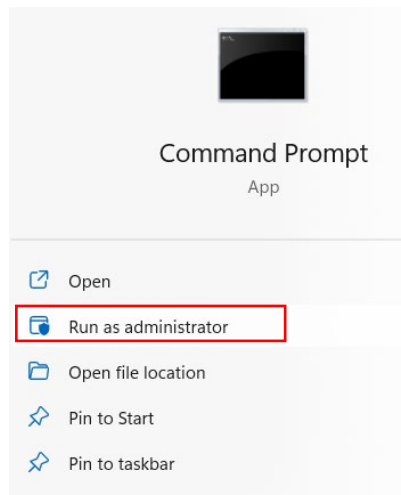 Command Prompt
App
Open
Run as administrator
Open file location
Pin to Start
Pin to taskbar